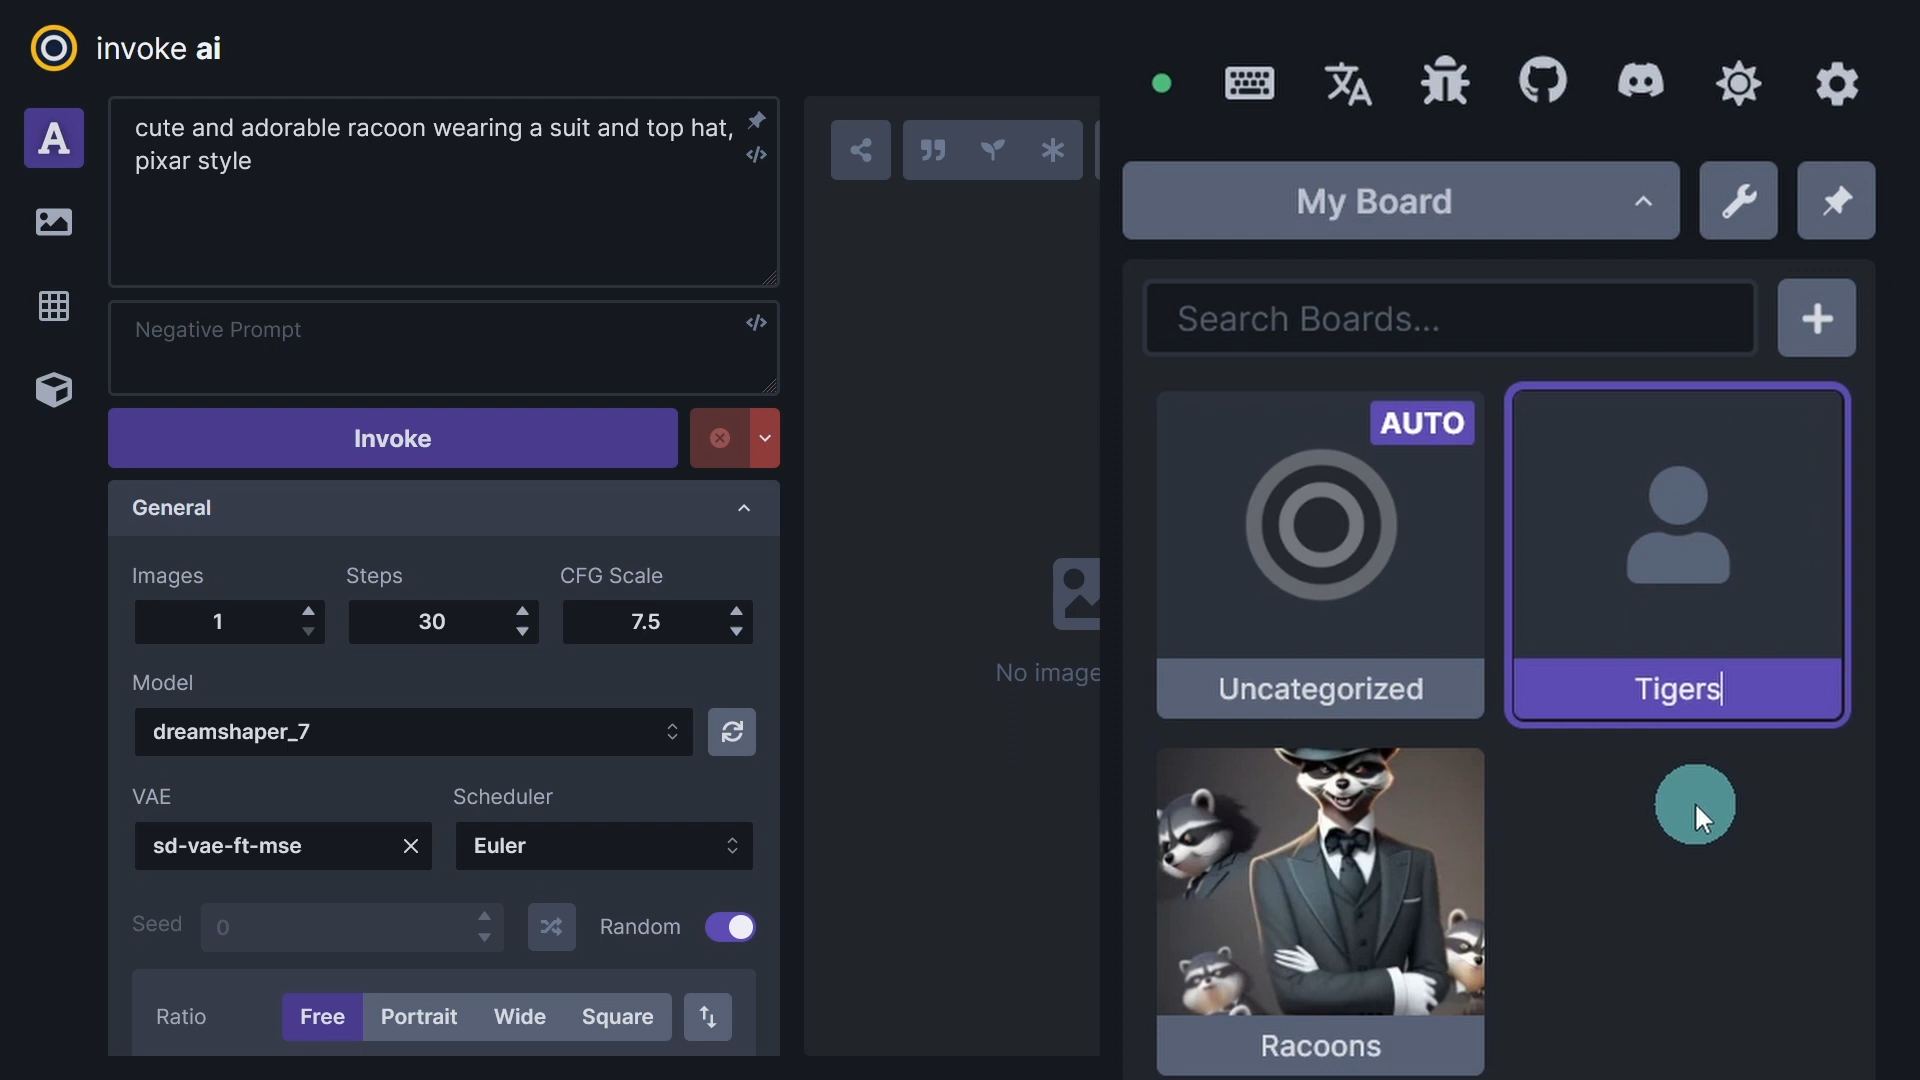 invoke ai
cute and adorable racoon wearing a suit and top hat,
pixar style
Negative Prompt
Invoke
General
Images
Steps
CFG Scale
1
30
7.5
Model
dreamshaper_7
VAE
Scheduler
sd-vae-ft-mse
Euler
Seed
0
Random
Ratio
Free
Portrait
Wide
Square
No image
My Board
Search Boards...
AUTO
Uncategorized
Tigers
Racoons